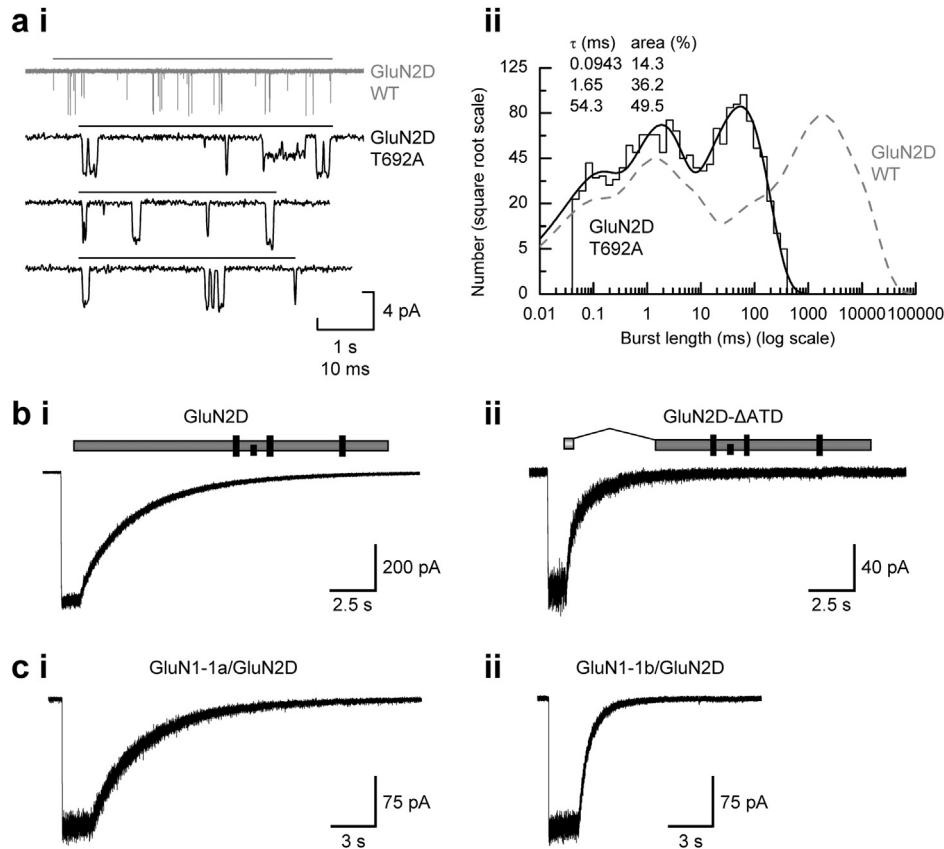 a i
GluN2D
WT
GluN2D
T692A
4 pA
1 s
10 ms
ii
τ (ms) area (%)
0.0943 14.3
1.65 36.2
54.3 49.5
125
80
45
20
5
0
Number (square root scale)
GluN2D
WT
GluN2D
T692A
0.01 0.1 1 10 100 1000 10000 100000
Burst length (ms) (log scale)
b i
GluN2D
200 pA
2.5 s
ii
GluN2D-ΔATD
40 pA
2.5 s
c i
GluN1-1a/GluN2D
75 pA
3 s
ii
GluN1-1b/GluN2D
75 pA
3 s